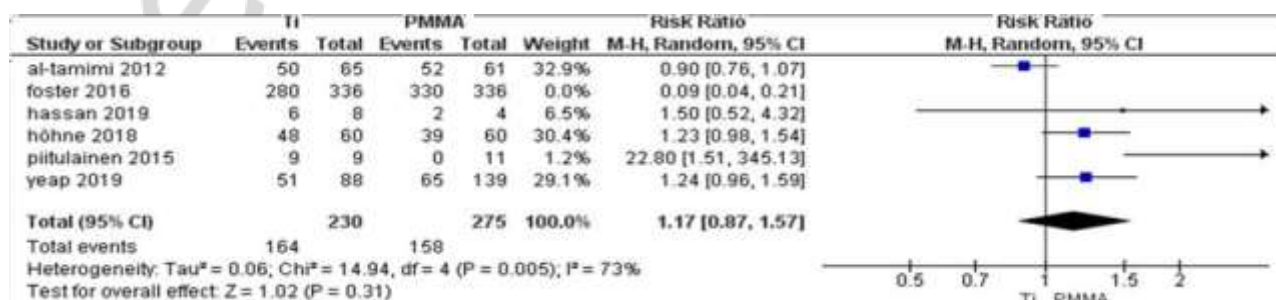 Ti PMMA Risk Ratio Risk Ratio
Study or Subgroup Events Total Events Total Weight M-H, Random, 95% CI M-H, Random, 95% CI
al-tamimi 2012 50 65 52 61 32.9% 0.90 [0.76, 1.07]
foster 2016 280 336 330 336 0.0% 0.09 [0.04, 0.21]
hassan 2019 6 8 2 4 6.5% 1.50 [0.52, 4.32]
höhne 2018 48 60 39 60 30.4% 1.23 [0.98, 1.54]
piitulainen 2015 9 9 0 11 1.2% 22.80 [1.51, 345.13]
yeap 2019 51 88 65 139 29.1% 1.24 [0.96, 1.59]
Total (95% CI) 230 275 100.0% 1.17 [0.87, 1.57]
Total events 164 158
Heterogeneity: Tau² = 0.06; Chi² = 14.94, df = 4 (P = 0.005); I² = 73%
Test for overall effect: Z = 1.02 (P = 0.31)
0.5 0.7 1 1.5 2
Ti PMMA